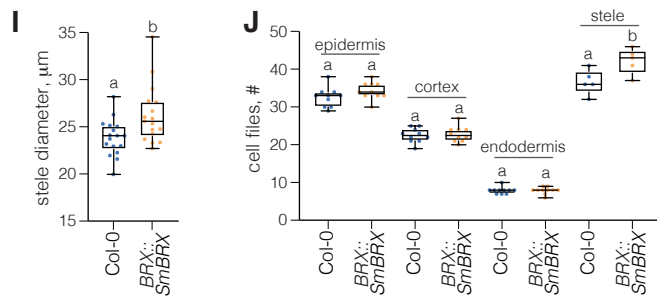 I
stele diameter, µm
35
30
25
20
15
a
b
Col-0
BRX::
SmBRX
J
cell files, #
50
40
30
20
10
0
epidermis
a a
cortex
a a
endodermis
a a
stele
a b
Col-0
BRX::
SmBRX
Col-0
BRX::
SmBRX
Col-0
BRX::
SmBRX
Col-0
BRX::
SmBRX